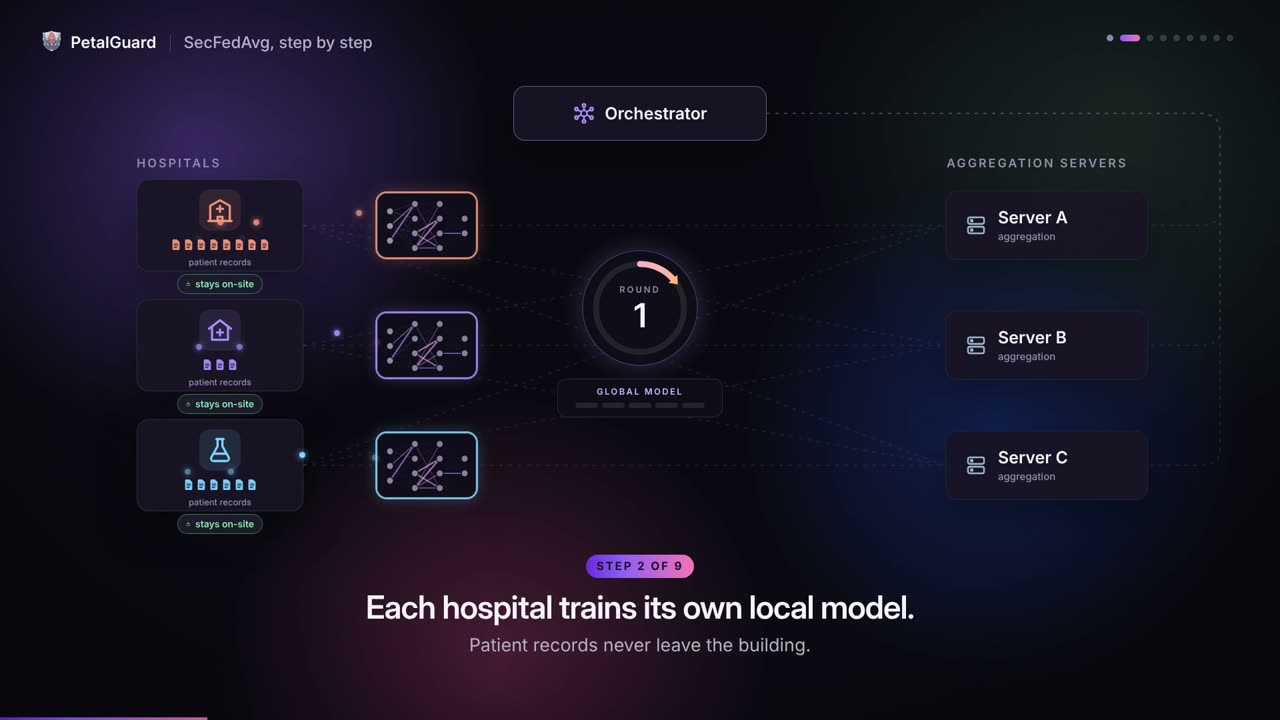 PetalGuard
SecFedAvg, step by step
Orchestrator
HOSPITALS
patient records
stays on-site
patient records
stays on-site
patient records
stays on-site
ROUND
1
GLOBAL MODEL
AGGREGATION SERVERS
Server A
aggregation
Server B
aggregation
Server C
aggregation
STEP 2 OF 9
Each hospital trains its own local model.
Patient records never leave the building.